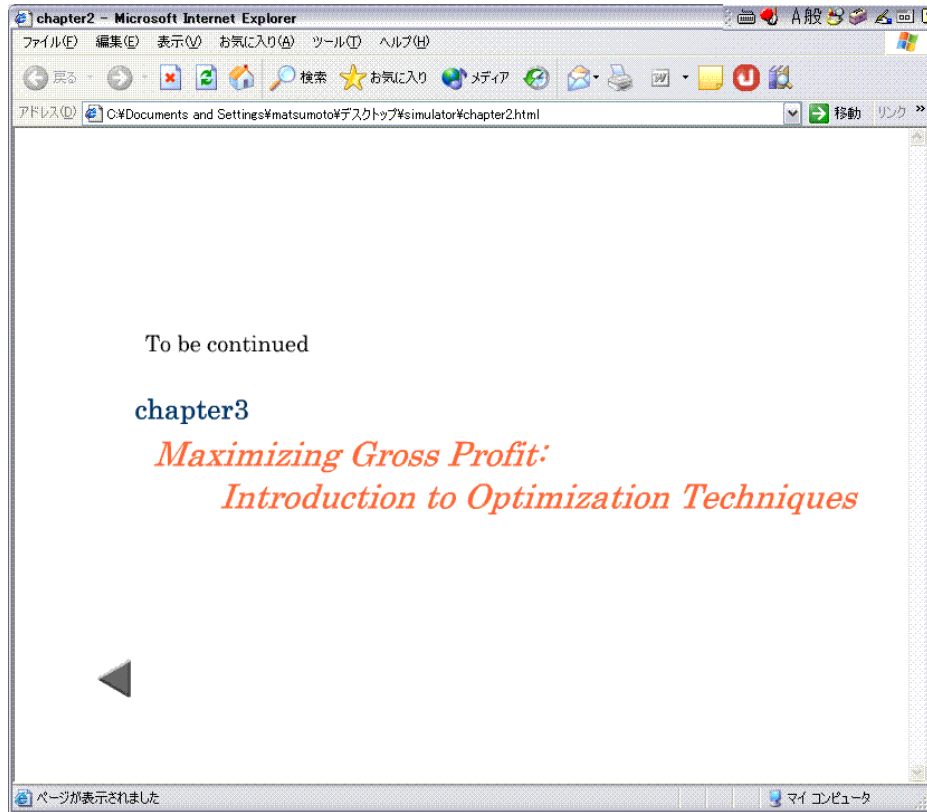 chapter2 - Microsoft Internet Explorer
A般
ファイル(F) 編集(E) 表示(V) お気に入り(A) ツール(T) ヘルプ(H)
戻る 検索 お気に入り メディア
アドレス(D) C:¥Documents and Settings¥matsumoto¥デスクトップ¥simulator¥chapter2.html 移動 リンク »
To be continued
chapter3
Maximizing Gross Profit:
Introduction to Optimization Techniques
ページが表示されました マイ コンピュータ